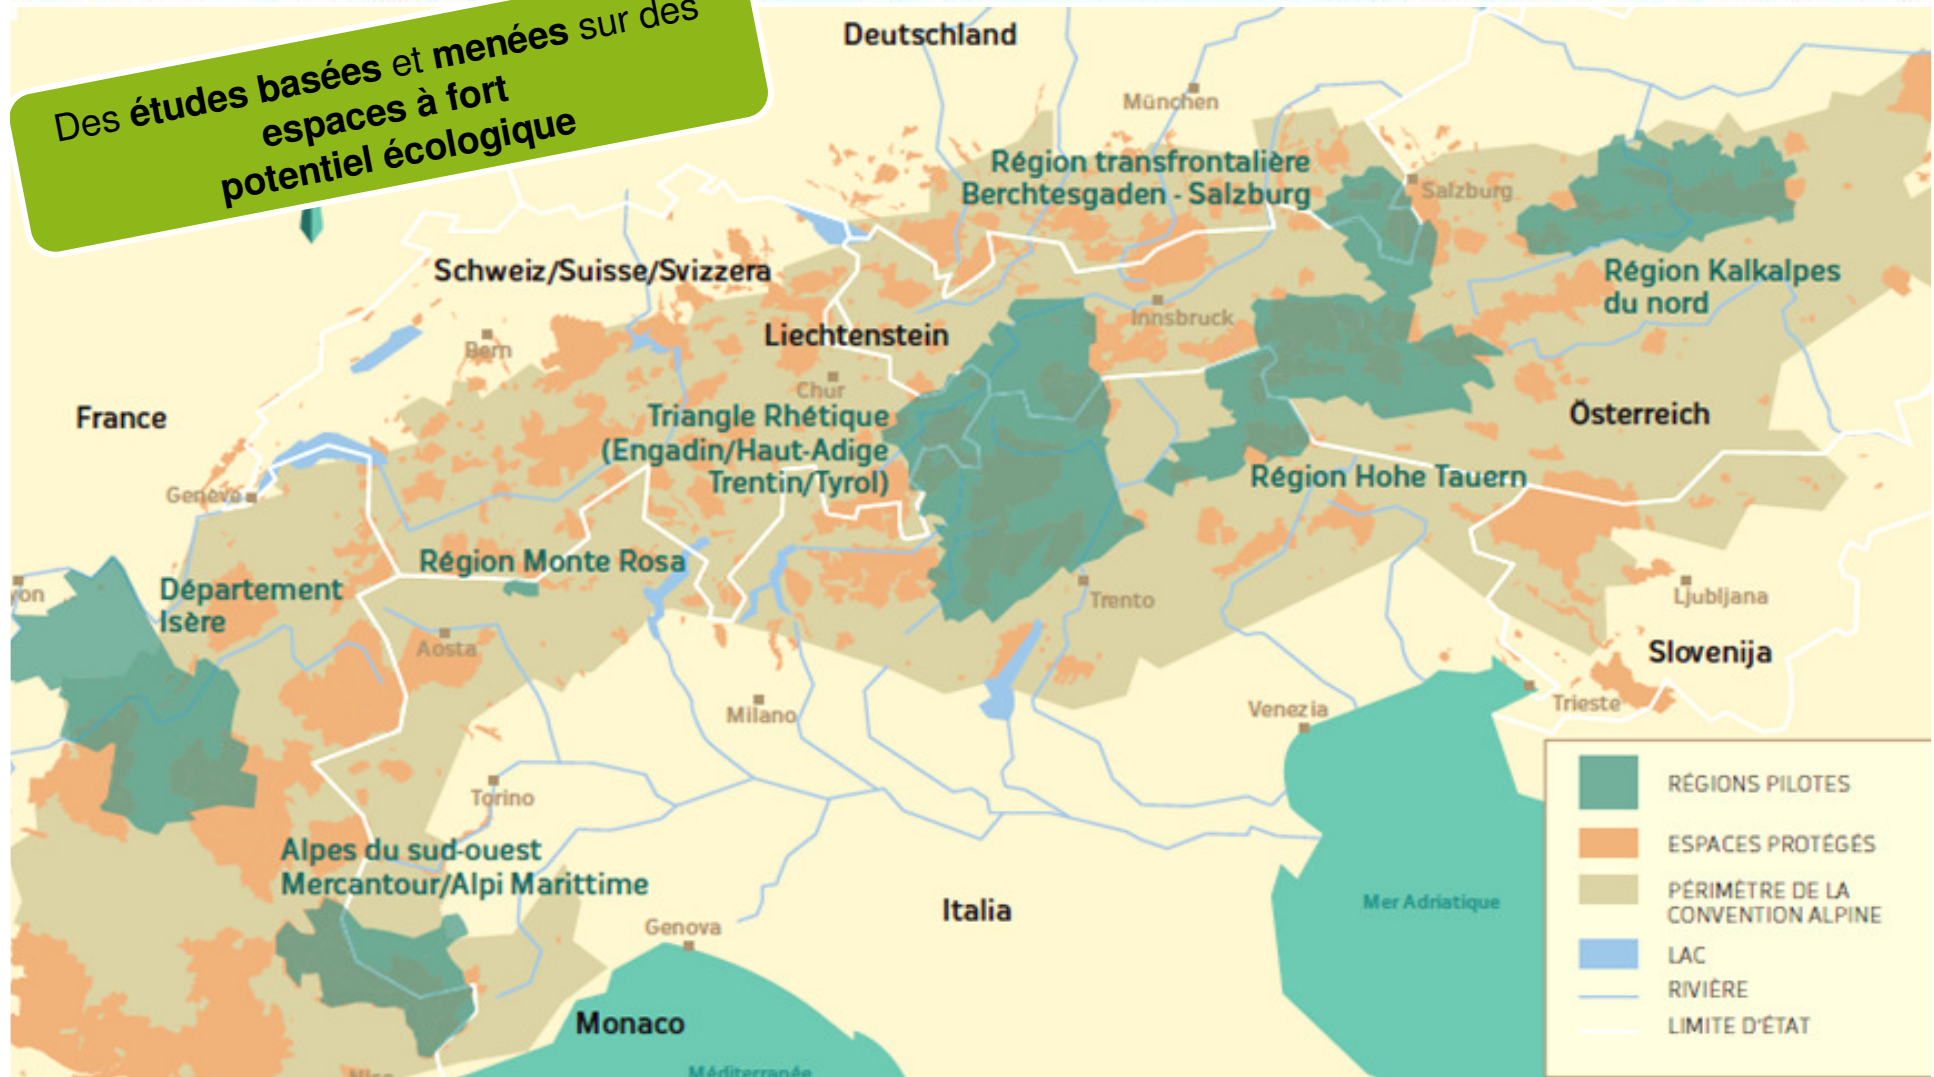 Des études basées et menées sur des
espaces à fort
potentiel écologique
Deutschland
München
Région transfrontalière
Berchtesgaden - Salzburg
Salzburg
Schweiz/Suisse/Svizzera
Région Kalkalpes
du nord
Innsbruck
Liechtenstein
Bern
Chur
France
Triangle Rhétique
(Engadin/Haut-Adige
Trentin/Tyrol)
Österreich
Région Hohe Tauern
Genève
Région Monte Rosa
Département
Isère
yon
Trento
Ljubljana
Aosta
Slovenija
Milano
Venezia
Trieste
Torino
RÉGIONS PILOTES
ESPACES PROTÉGÉS
PÉRIMÈTRE DE LA
CONVENTION ALPINE
LAC
RIVIÈRE
LIMITE D'ÉTAT
Alpes du sud-ouest
Mercantour/Alpi Marittime
Genova
Italia
Mer Adriatique
Monaco
Méditerranée